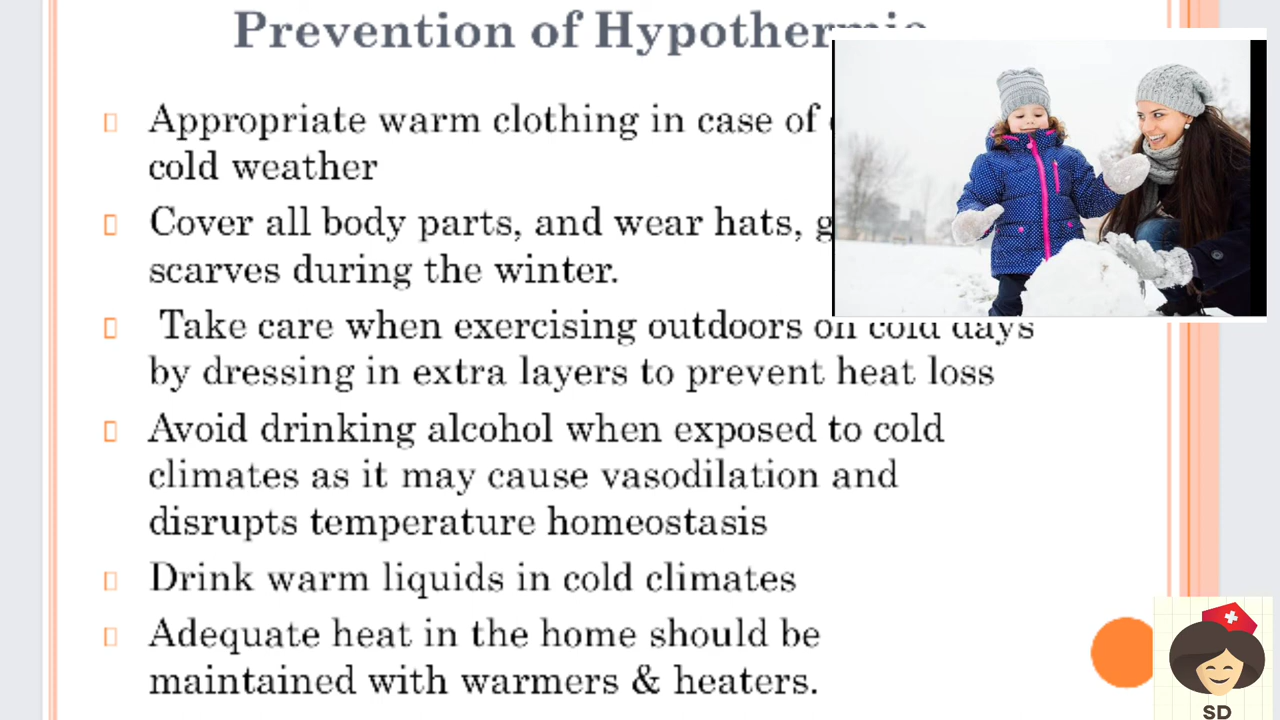 Prevention of
Appropriate warm clothing in case of
cold weather
Cover all body parts, and wear hats,
scarves during the winter.
Take care when exercising outdoors on cold days
by dressing in extra layers to prevent heat loss
Avoid drinking alcohol when exposed to cold
climates as it may cause vasodilation and
disrupts temperature homeostasis
Drink warm liquids in cold climates
Adequate heat in the home should be
maintained with warmers & heaters.
SD